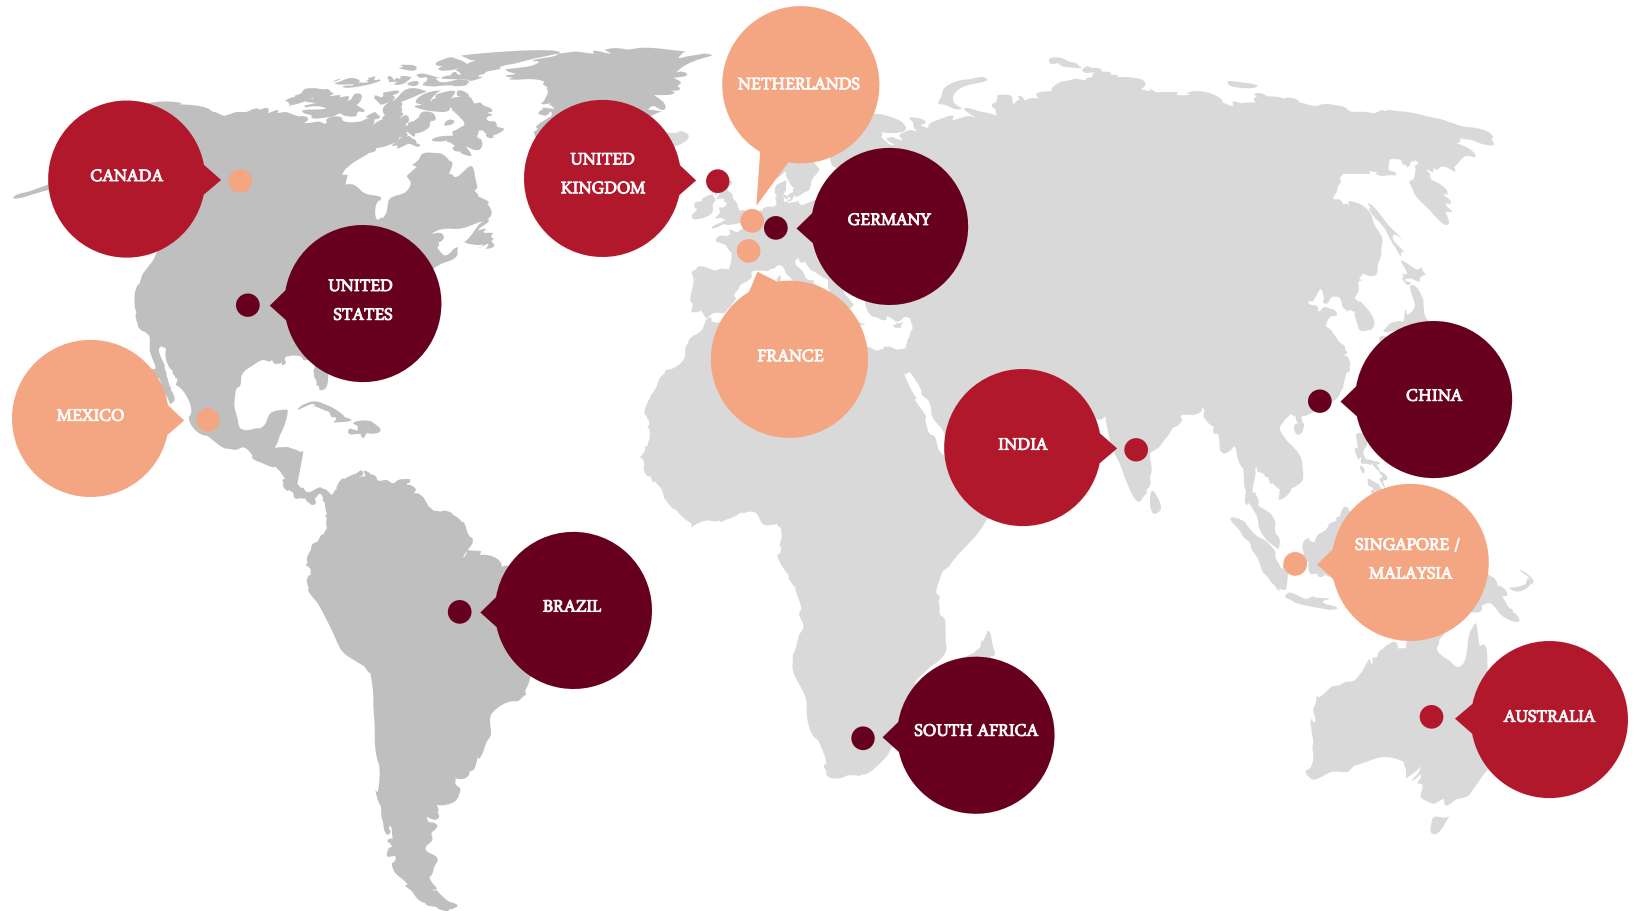 NETHERLANDS
UNITED
KINGDOM
CANADA
GERMANY
UNITED
STATES
FRANCE
MEXICO
CHINA
INDIA
SINGAPORE /
MALAYSIA
BRAZIL
SOUTH AFRICA
AUSTRALIA